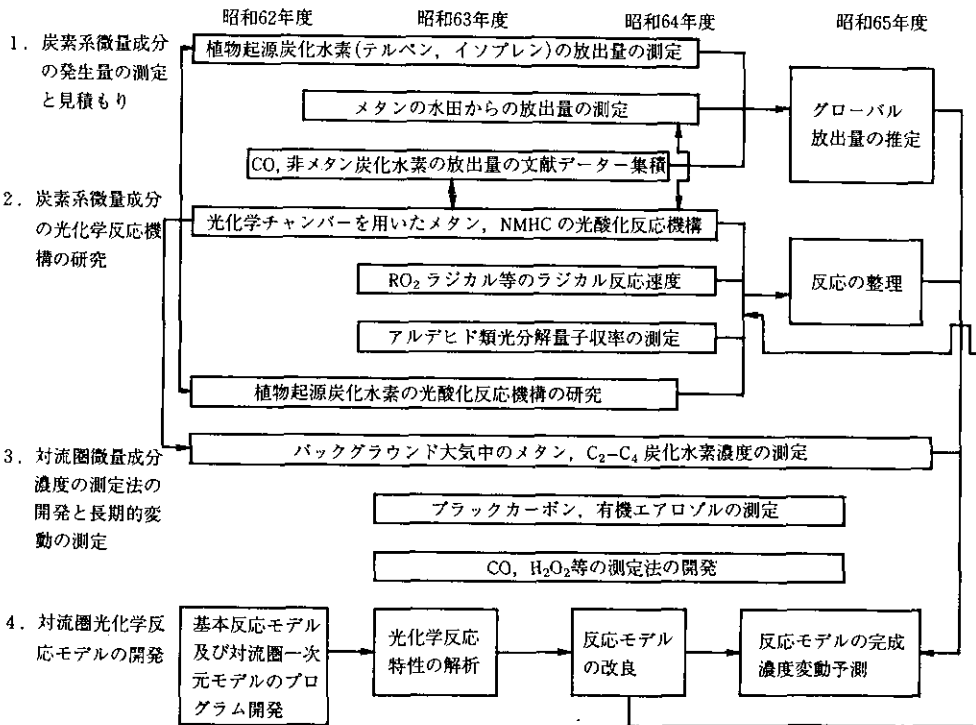 昭和62年度 昭和63年度 昭和64年度 昭和65年度
1．炭素系微量成分
の発生量の測定
と見積もり
植物起源炭化水素(テルペン，イソプレン)の放出量の測定
メタンの水田からの放出量の測定
CO，非メタン炭化水素の放出量の文献データー集積
グローバル
放出量の推定
2．炭素系微量成分
の光化学反応機
構の研究
光化学チャンバーを用いたメタン，NMHCの光酸化反応機構
RO₂ラジカル等のラジカル反応速度
アルデヒド類光分解量子収率の測定
植物起源炭化水素の光酸化反応機構の研究
反応の整理
3．対流圏微量成分
濃度の測定法の
開発と長期的変
動の測定
バックグラウンド大気中のメタン，C₂−C₄炭化水素濃度の測定
ブラックカーボン，有機エアロゾルの測定
CO，H₂O₂等の測定法の開発
4．対流圏光化学反
応モデルの開発
基本反応モデル
及び対流圏一次
元モデルのプロ
グラム開発
光化学反応
特性の解析
反応モデル
の改良
反応モデルの完成
濃度変動予測